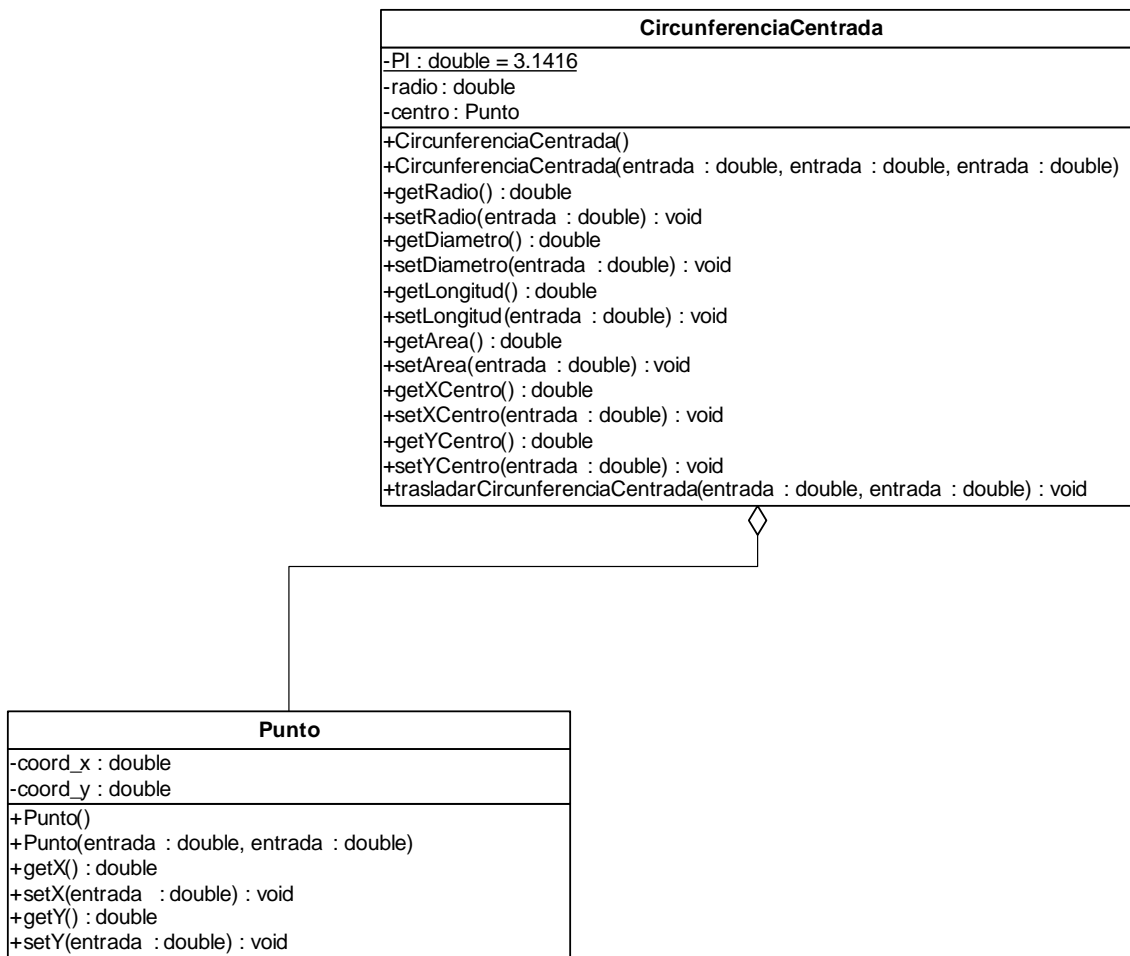 CircunferenciaCentrada
-PI : double = 3.1416
-radio : double
-centro : Punto
+CircunferenciaCentrada()
+CircunferenciaCentrada(entrada : double, entrada : double, entrada : double)
+getRadio() : double
+setRadio(entrada : double) : void
+getDiametro() : double
+setDiametro(entrada : double) : void
+getLongitud() : double
+setLongitud(entrada : double) : void
+getArea() : double
+setArea(entrada : double) : void
+getXCentro() : double
+setXCentro(entrada : double) : void
+getYCentro() : double
+setYCentro(entrada : double) : void
+trasladarCircunferenciaCentrada(entrada : double, entrada : double) : void
Punto
-coord_x : double
-coord_y : double
+Punto()
+Punto(entrada : double, entrada : double)
+getX() : double
+setX(entrada : double) : void
+getY() : double
+setY(entrada : double) : void